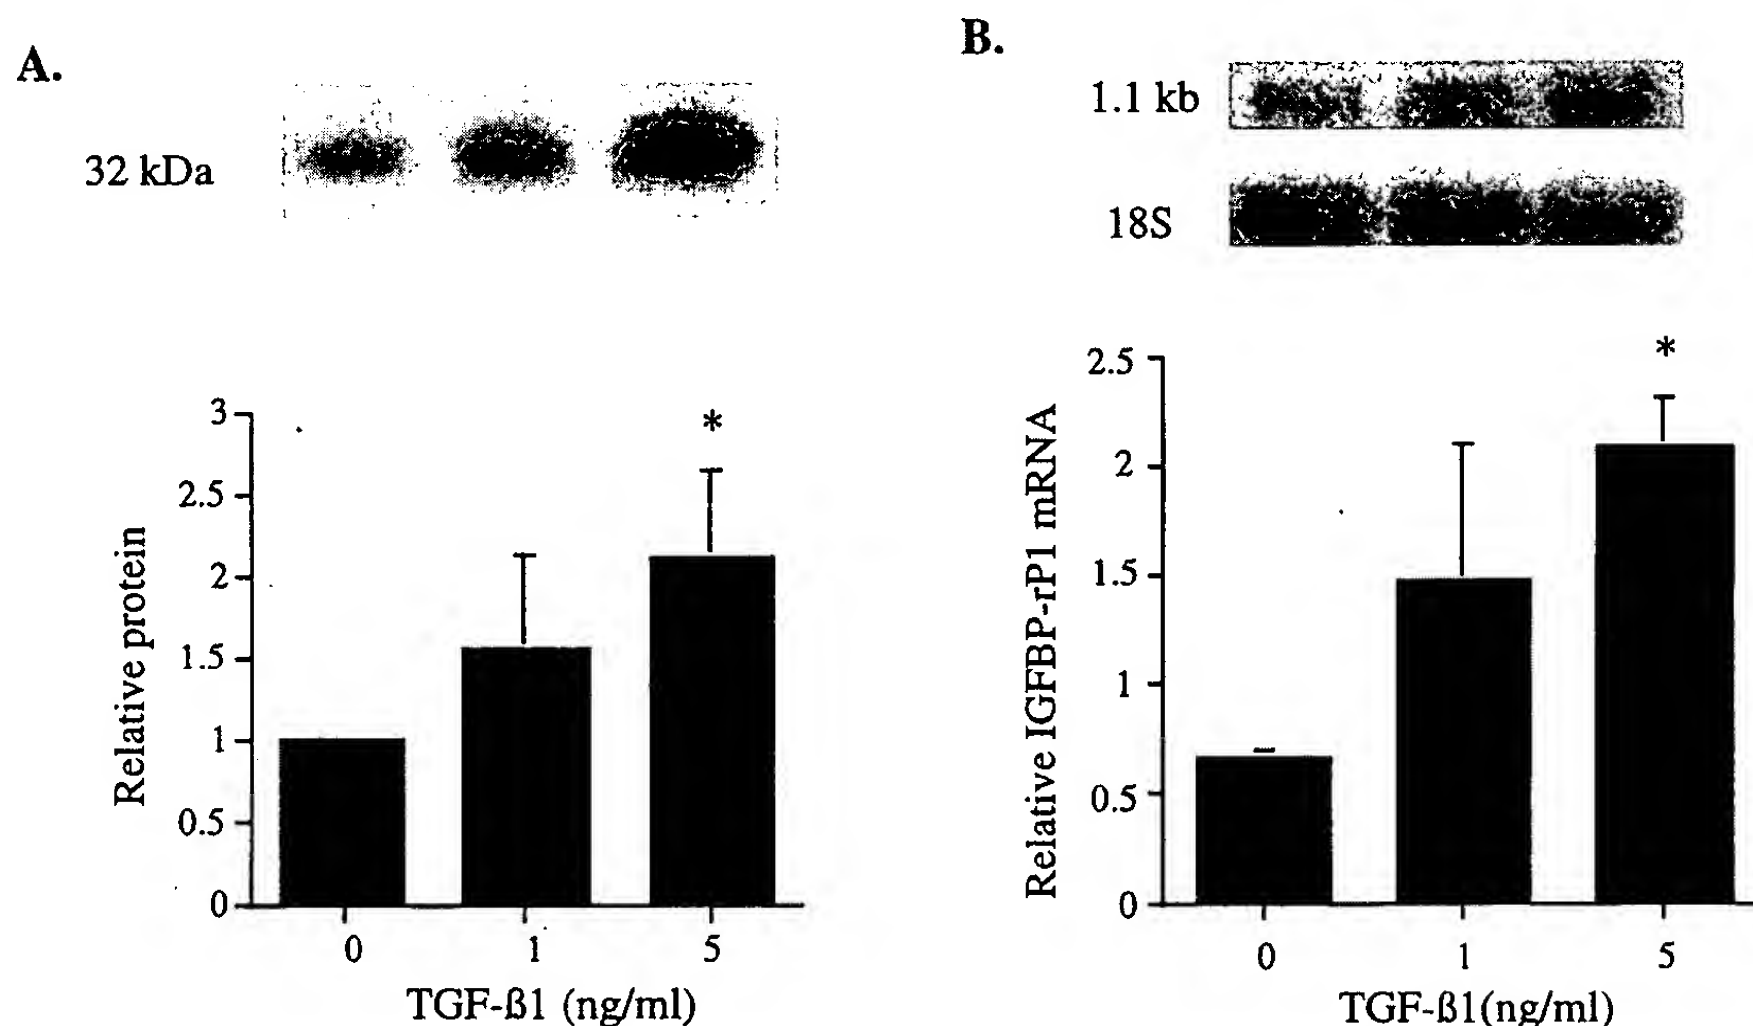 A.
32 kDa
3
2.5
2
1.5
1
0.5
0
Relative protein
*
0 1 5
TGF-ß1 (ng/ml)
B.
1.1 kb
18S
2.5
2
1.5
1
0.5
0
Relative IGFBP-rP1 mRNA
*
0 1 5
TGF-ß1(ng/ml)